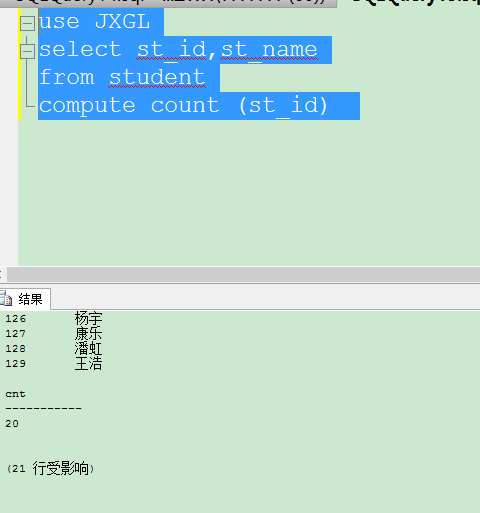 use JXGL
select st_id,st_name
from student
compute count (st_id)
结果
126 杨宇
127 康乐
128 潘虹
129 王浩
cnt
-----------
20
(21 行受影响)